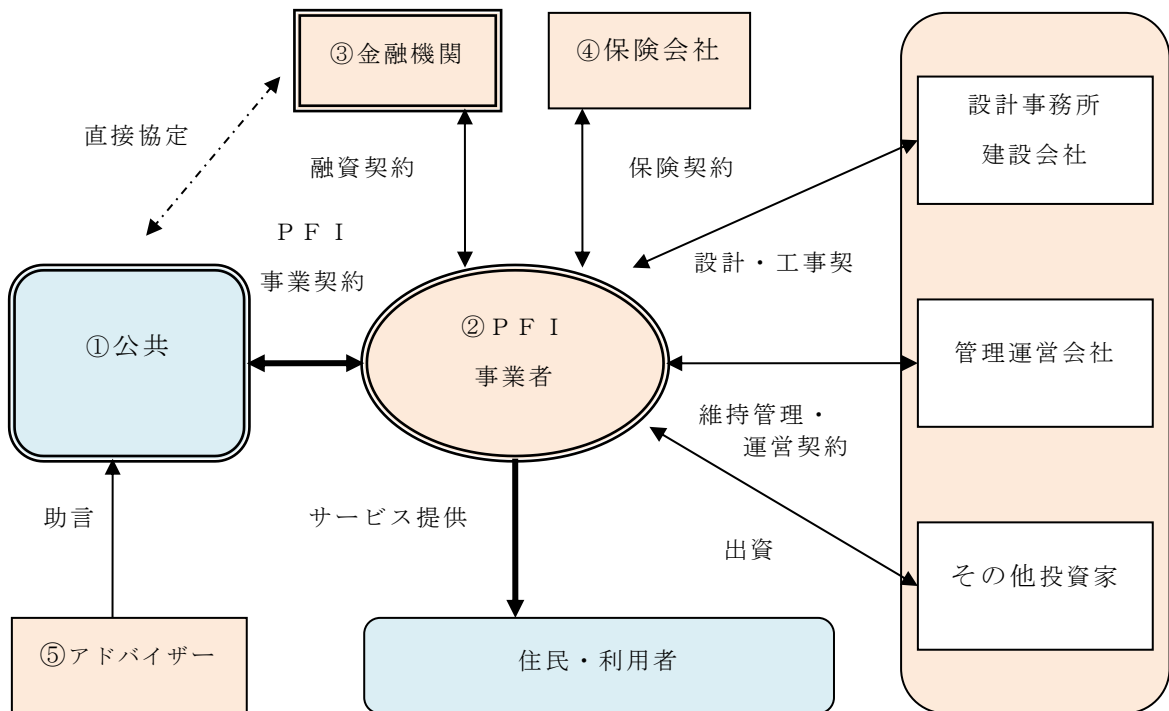 ③金融機関
④保険会社
設計事務所
建設会社
直接協定
融資契約
保険契約
ＰＦＩ
事業契約
設計・工事契
①公共
②ＰＦＩ
事業者
管理運営会社
維持管理・
運営契約
助言
サービス提供
出資
その他投資家
⑤アドバイザー
住民・利用者